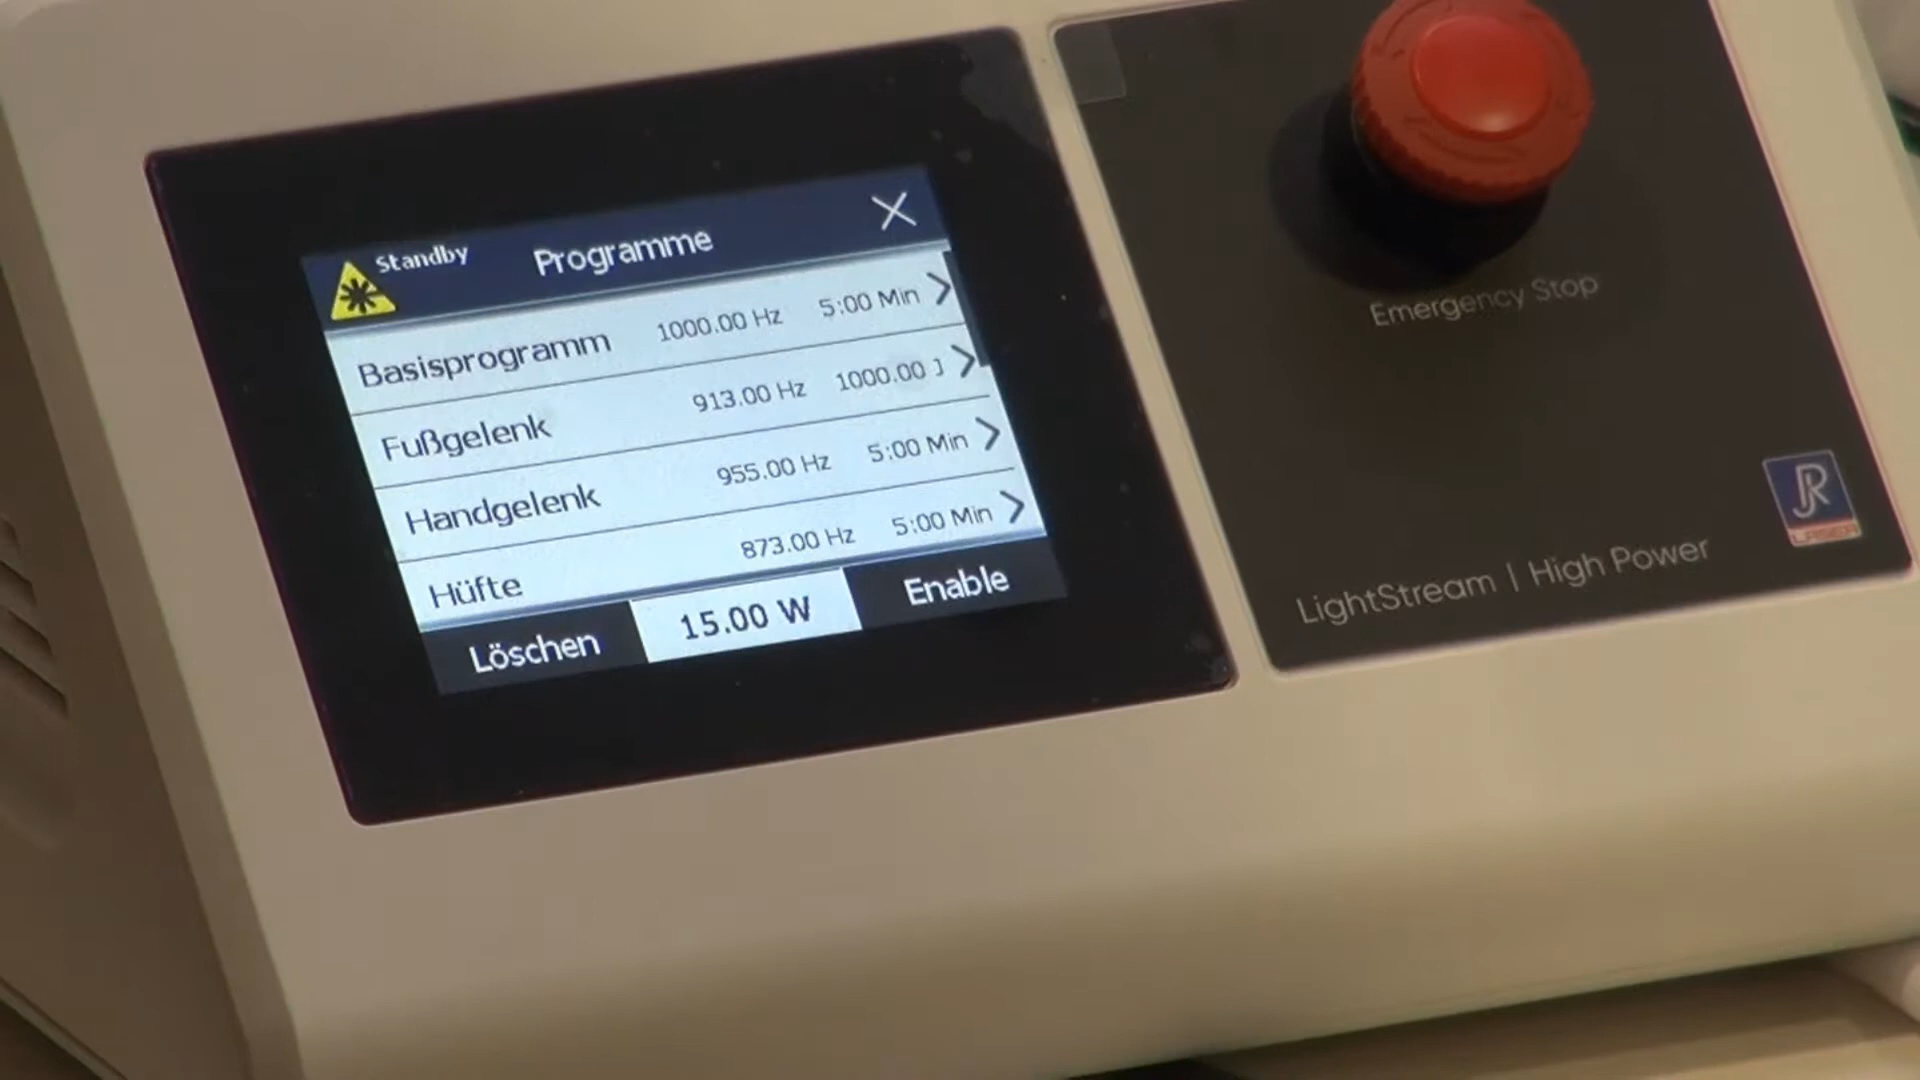 Standby Programme
Basisprogramm 1000.00 Hz 5:00 Min
Fußgelenk 913.00 Hz 1000.00 J
Handgelenk 955.00 Hz 5:00 Min
Hüfte 873.00 Hz 5:00 Min
Löschen 15.00 W Enable
Emergency Stop
LightStream | High Power
RJ
LASER